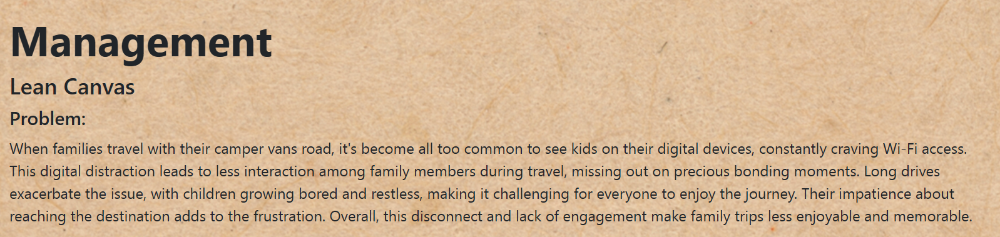 Management
Lean Canvas
Problem:
When families travel with their camper vans road, it's become all too common to see kids on their digital devices, constantly craving Wi-Fi access.
This digital distraction leads to less interaction among family members during travel, missing out on precious bonding moments. Long drives
exacerbate the issue, with children growing bored and restless, making it challenging for everyone to enjoy the journey. Their impatience about
reaching the destination adds to the frustration. Overall, this disconnect and lack of engagement make family trips less enjoyable and memorable.